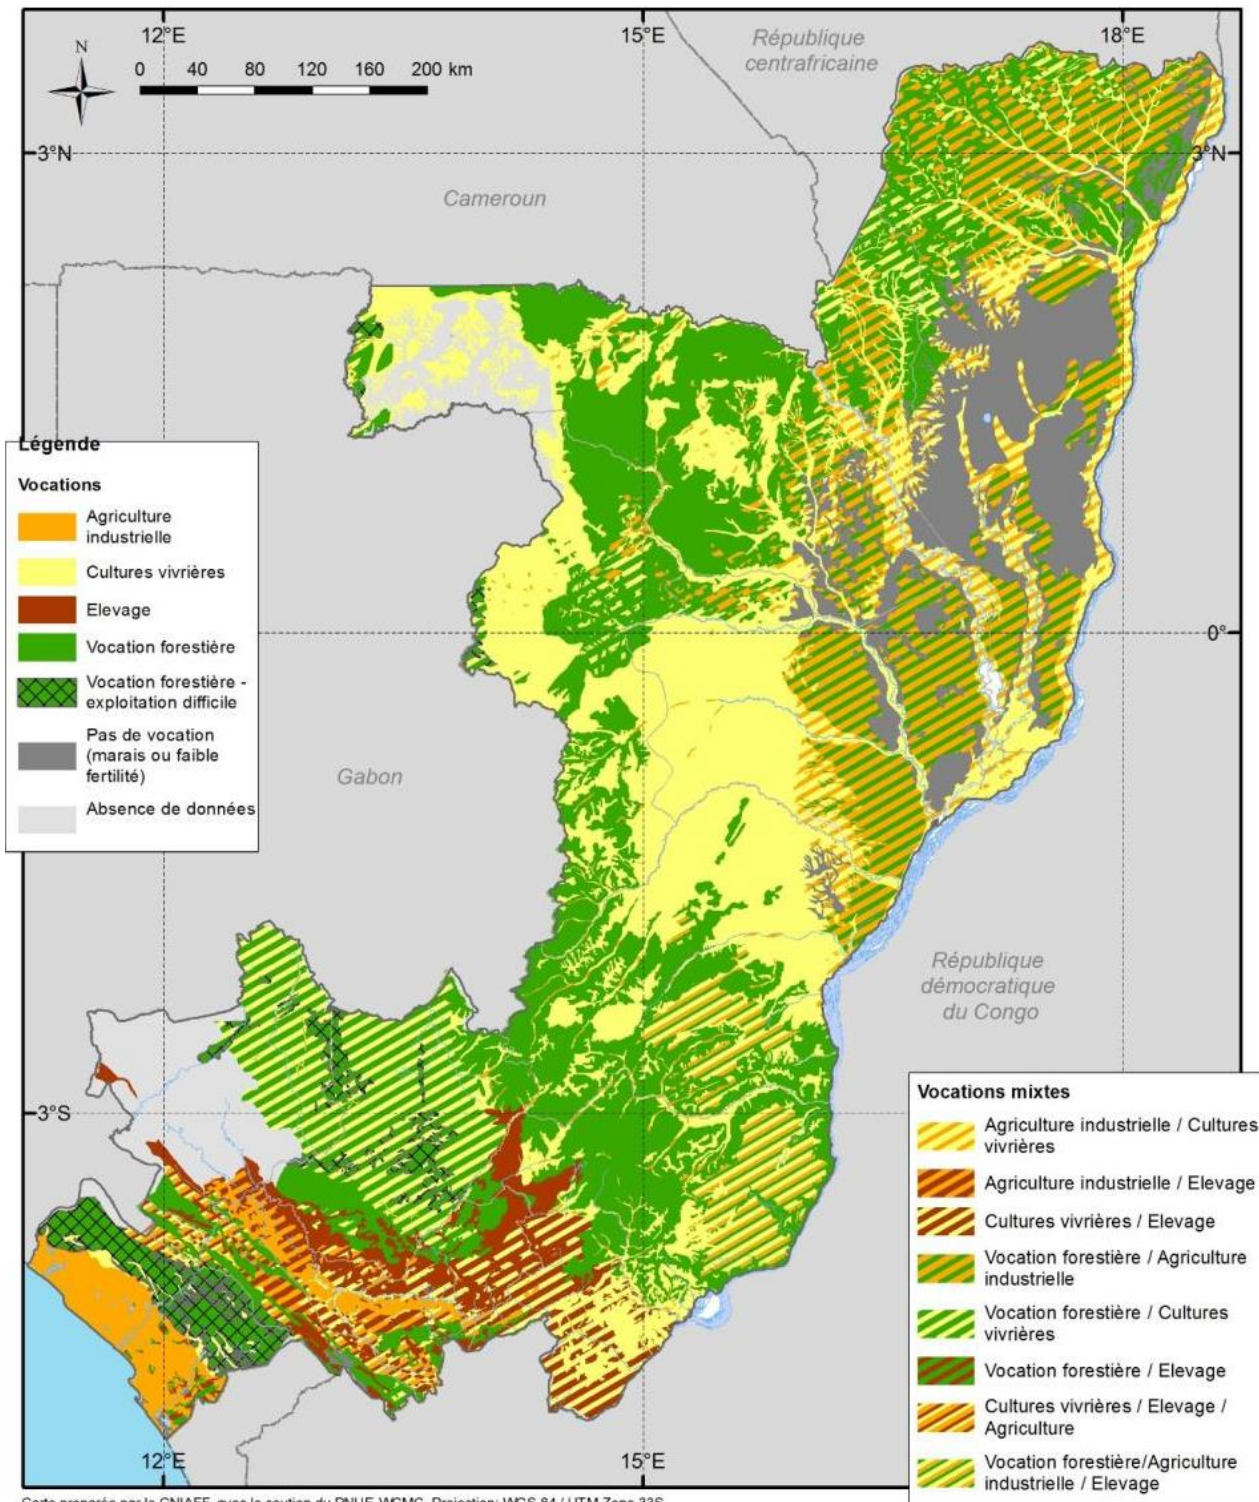 12°E
15°E
18°E
N
0 40 80 120 160 200 km
République
centrafricaine
3°N
3°N
Cameroun
Légende
Vocations
Agriculture
industrielle
Cultures vivrières
Elevage
Vocation forestière
Vocation forestière -
exploitation difficile
Pas de vocation
(marais ou faible
fertilité)
Absence de données
0°
Gabon
République
démocratique
du Congo
3°S
Vocations mixtes
Agriculture industrielle / Cultures
vivrières
Agriculture industrielle / Elevage
Cultures vivrières / Elevage
Vocation forestière / Agriculture
industrielle
Vocation forestière / Cultures
vivrières
Vocation forestière / Elevage
Cultures vivrières / Elevage /
Agriculture
Vocation forestière/Agriculture
industrielle / Elevage
12°E
15°E